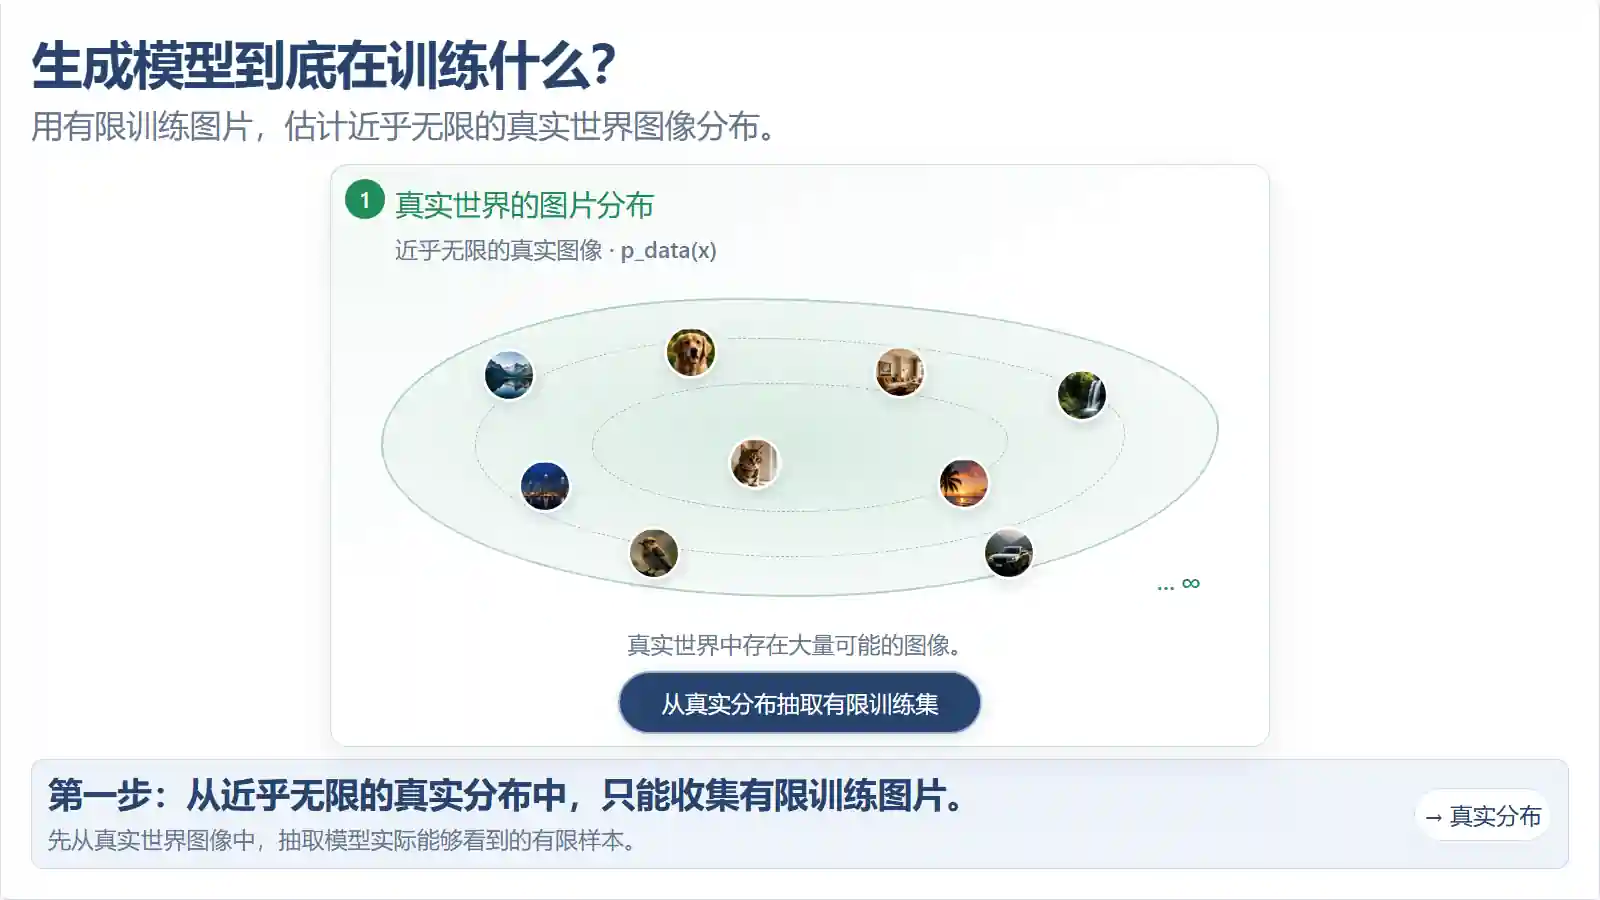 生成模型到底在训练什么？
用有限训练图片，估计近乎无限的真实世界图像分布。
1 真实世界的图片分布
近乎无限的真实图像 · p_data(x)
... ∞
真实世界中存在大量可能的图像。
从真实分布抽取有限训练集
第一步：从近乎无限的真实分布中，只能收集有限训练图片。
先从真实世界图像中，抽取模型实际能够看到的有限样本。
→ 真实分布